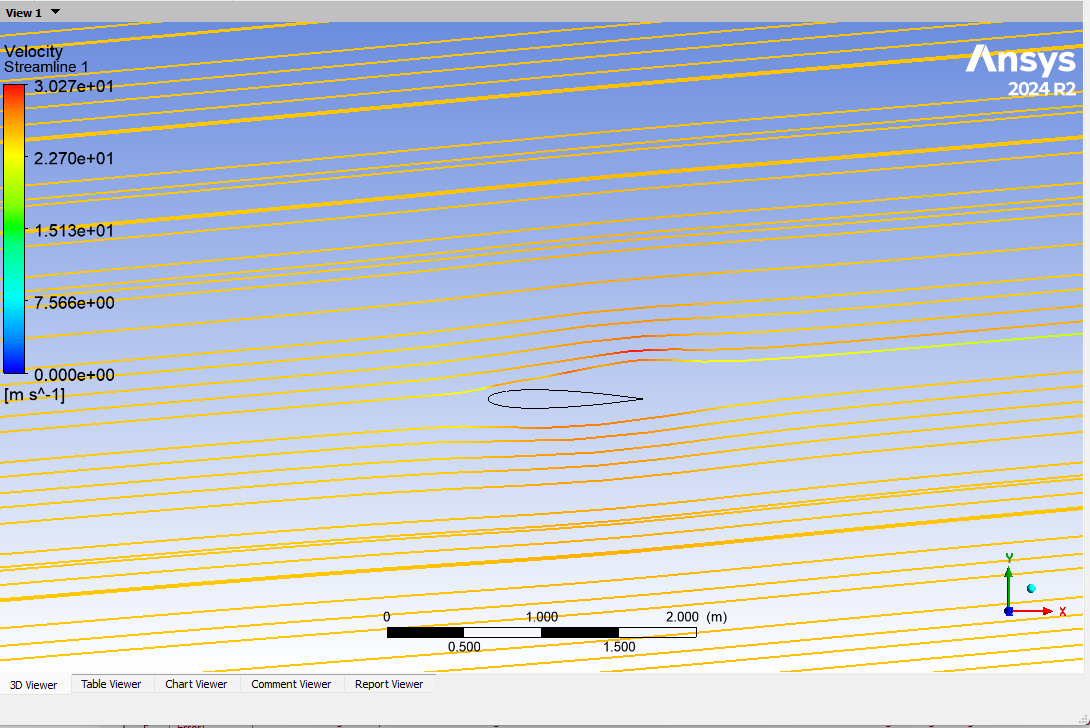 View 1
Velocity
Streamline 1
3.027e+01
2.270e+01
1.513e+01
7.566e+00
0.000e+00
[m s^-1]
Ansys
2024 R2
0 1.000 2.000 (m)
0.500 1.500
Y
X
3D Viewer Table Viewer Chart Viewer Comment Viewer Report Viewer